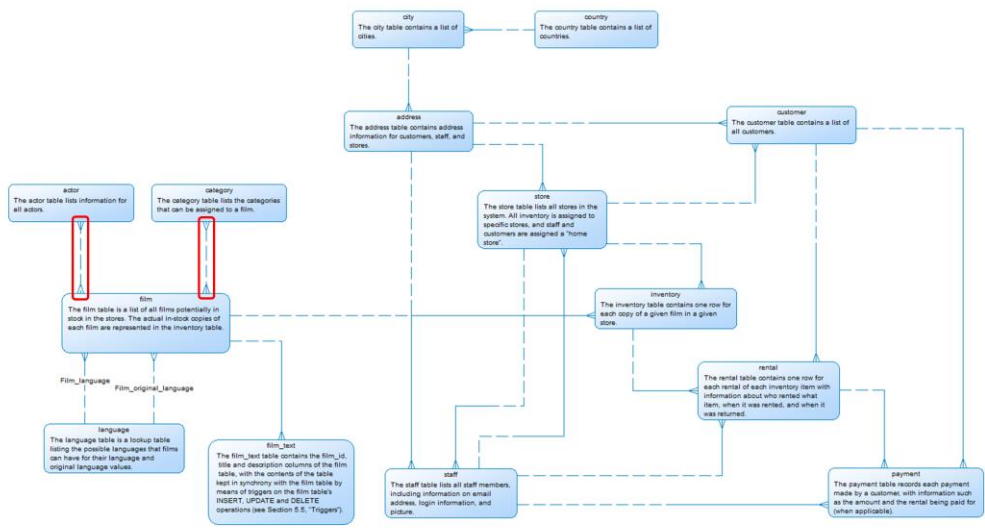 city
The city table contains a list of
cities.
country
The country table contains a list of
countries.
address
The address table contains address
information for customers, staff, and
stores.
customer
The customer table contains a list of
all customers.
actor
The actor table lists information for
all actors.
category
The category table lists the categories
that can be assigned to a film.
store
The store table lists all stores in the
system. All inventory is assigned to
specific stores, and staff and
customers are assigned a "home
store".
film
The film table is a list of all films potentially in
stock in the stores. The actual in-stock copies
of each film are represented in the inventory table.
inventory
The inventory table contains one row for
each copy of a given film in a given
store.
Film_language
Film_original_language
rental
The rental table contains one row for
each rental of each inventory item with
information about who rented what
item, when it was rented, and when it
was returned.
language
The language table is a lookup table
listing the possible languages that films
can have for their language and
original language values.
film_text
The film_text table contains the film_id,
title and description columns of the film
table, with the contents of the table
kept in synchrony with the film table by
means of triggers on the film table's
INSERT, UPDATE and DELETE
operations (see Section 5.5, "Triggers").
staff
The staff table lists all staff members,
including information on email
address, login information, and
picture.
payment
The payment table records each payment
made by a customer, with information such
as the amount and the rental being paid for
(when applicable).